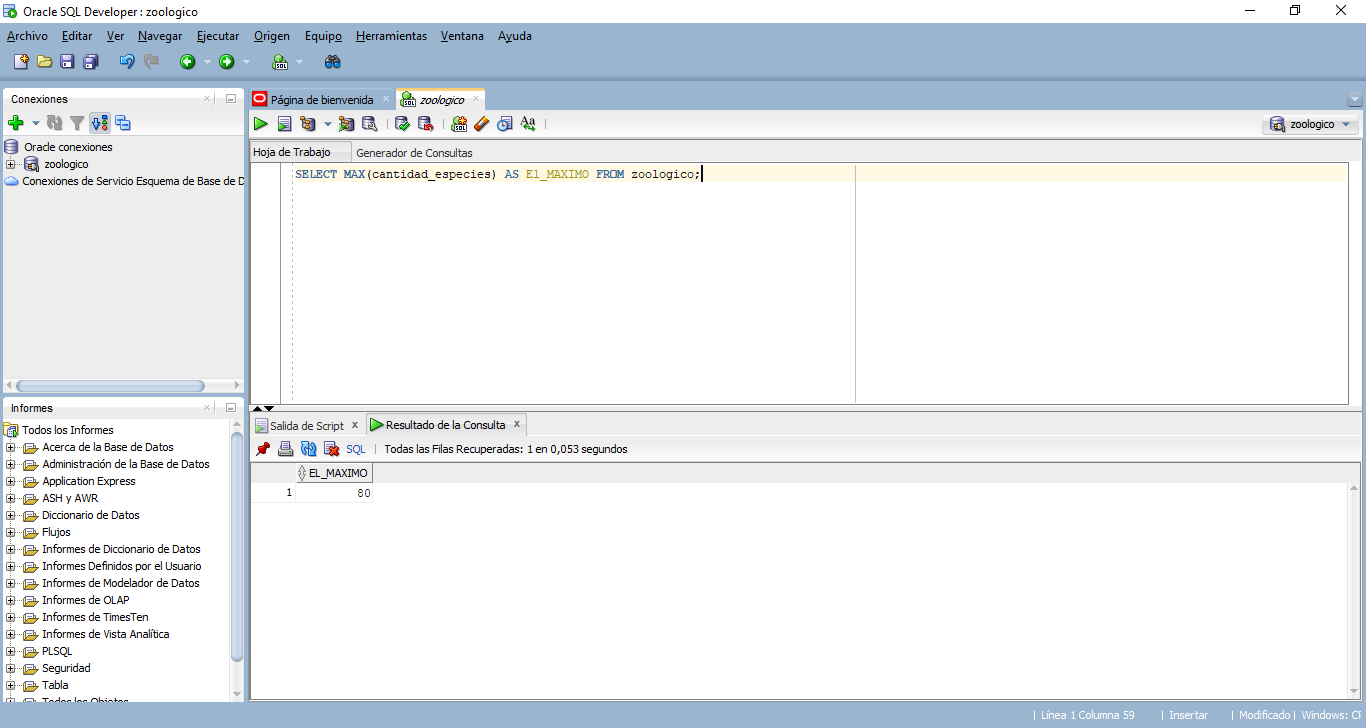 Oracle SQL Developer : zoologico
Archivo Editar Ver Navegar Ejecutar Origen Equipo Herramientas Ventana Ayuda
Conexiones
Oracle conexiones
zoologico
Conexiones de Servicio Esquema de Base de D
Informes
Todos los Informes
Acerca de la Base de Datos
Administración de la Base de Datos
Application Express
ASH y AWR
Diccionario de Datos
Flujos
Informes de Diccionario de Datos
Informes Definidos por el Usuario
Informes de Modelador de Datos
Informes de OLAP
Informes de TimesTen
Informes de Vista Analítica
PLSQL
Seguridad
Tabla
Todos los Objetos
Página de bienvenida zoologico
zoologico
Hoja de Trabajo Generador de Consultas
SELECT MAX(cantidad_especies) AS El_MAXIMO FROM zoologico;
Salida de Script x Resultado de la Consulta x
SQL | Todas las Filas Recuperadas: 1 en 0,053 segundos
EL_MAXIMO
1 80
| Línea 1 Columna 59 | Insertar | Modificado | Windows: CR